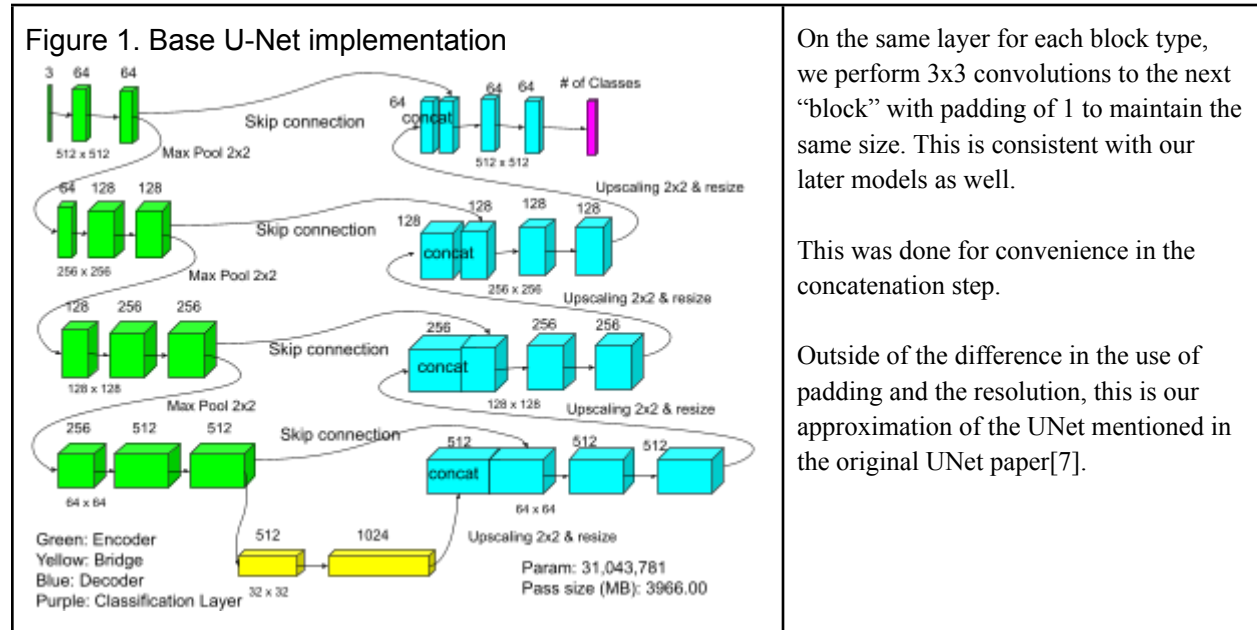 Figure 1. Base U-Net implementation
3 64 64
Skip connection
64
concat
64 64
# of Classes
512 x 512
Max Pool 2x2
512 x 512
Upscaling 2x2 & resize
64 128 128
Skip connection
128
128
128
128
concat
256 x 256
Max Pool 2x2
256 x 256
Upscaling 2x2 & resize
128 256 256
Skip connection
256
256
256
concat
128 x 128
Max Pool 2x2
128 x 128
Upscaling 2x2 & resize
256 512 512
Skip connection
512
512
512
concat
64 x 64
64 x 64
Upscaling 2x2 & resize
512 1024
32 x 32
Green: Encoder
Yellow: Bridge
Blue: Decoder
Purple: Classification Layer
Param: 31,043,781
Pass size (MB): 3966.00
On the same layer for each block type,
we perform 3x3 convolutions to the next
“block” with padding of 1 to maintain the
same size. This is consistent with our
later models as well.
This was done for convenience in the
concatenation step.
Outside of the difference in the use of
padding and the resolution, this is our
approximation of the UNet mentioned in
the original UNet paper[7].